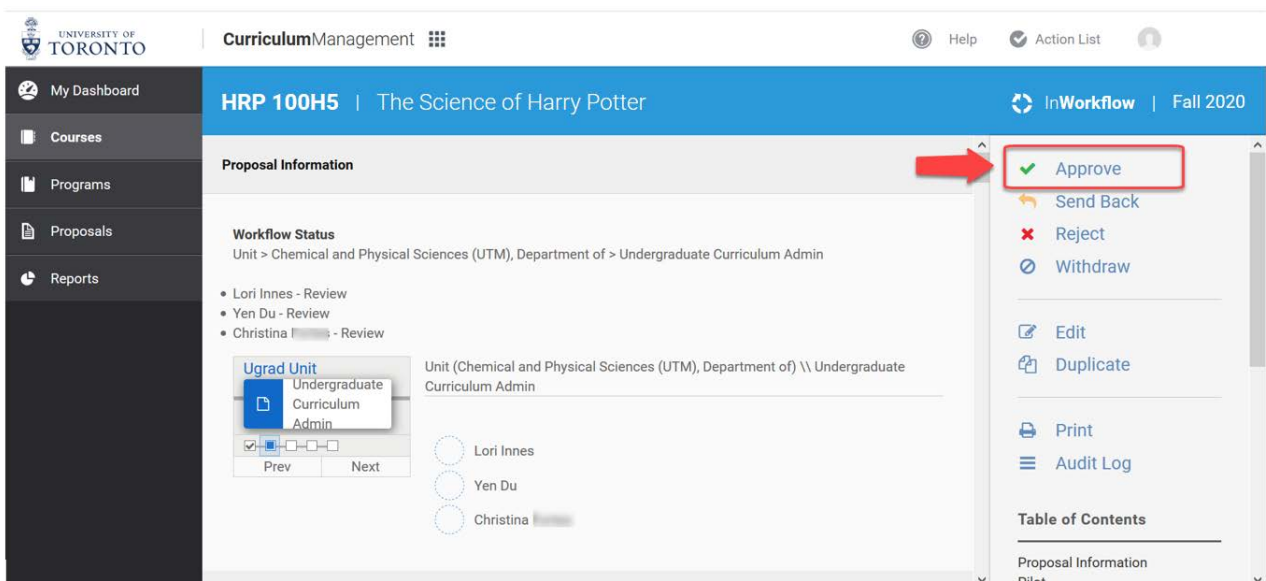 UNIVERSITY OF
TORONTO
CurriculumManagement
Help
Action List
My Dashboard
Courses
Programs
Proposals
Reports
HRP 100H5 | The Science of Harry Potter
InWorkflow | Fall 2020
Proposal Information
Workflow Status
Unit > Chemical and Physical Sciences (UTM), Department of > Undergraduate Curriculum Admin
Lori Innes - Review
Yen Du - Review
Christina - Review
Ugrad Unit
Undergraduate
Curriculum
Admin
Prev Next
Unit (Chemical and Physical Sciences (UTM), Department of) \\ Undergraduate
Curriculum Admin
Lori Innes
Yen Du
Christina
Approve
Send Back
Reject
Withdraw
Edit
Duplicate
Print
Audit Log
Table of Contents
Proposal Information